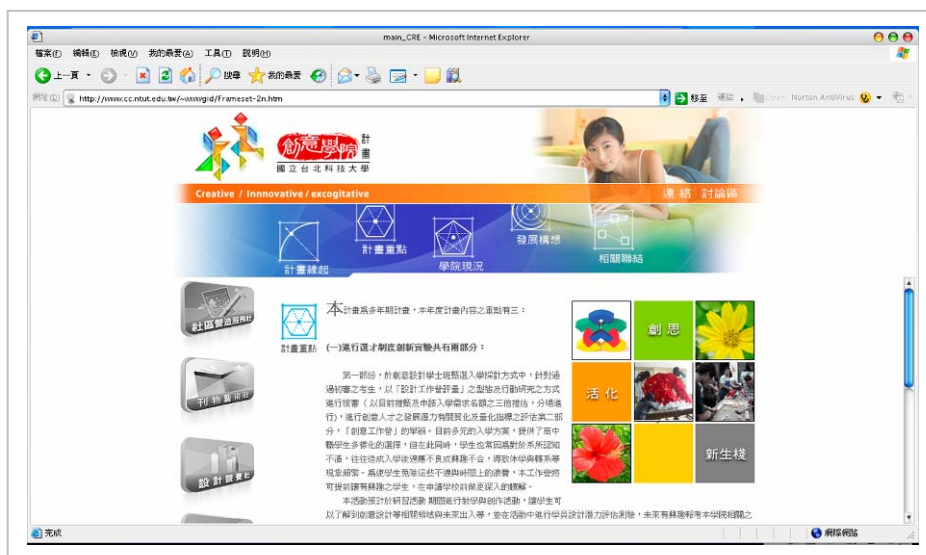 main_CRE - Microsoft Internet Explorer
檔案(F) 編輯(E) 檢視(V) 我的最愛(A) 工具(T) 說明(H)
上一頁 搜尋 我的最愛
網址(D) http://www.cc.ntut.edu.tw/~wwwgid/Frameset-2n.htm 移至 連結 Norton AntiVirus
創意學院 計畫
國立台北科技大學
Creative / Innnovative / excogitative 連絡 討論區
計畫緣起 計畫重點 學院現況 發展構想 相關聯結
社區營造服務社
刊物藝術社
設計競賽社
計畫重點
本計畫為多年期計畫,本年度計畫內容之重點有三:
(一)進行選才制度創新實驗共有兩部分:
第一部份,於創意設計學士班甄選入學採計方式中,針對通
過初審之考生,以「設計工作營評量」之型態及行動研究之方式
進行複審(以目前推甄及申請入學需求名額之三倍推估,分場進
行),進行創意人才之發展潛力有關質化及量化指標之評估第二部
分,「創意工作營」的舉辦。目前多元的入學方案,提供了高中
職學生多樣化的選擇,但在此同時,學生也常因為對於系所認知
不清,往往造成入學後適應不良或興趣不合,導致休學與轉系等
現象頻繁。為使學生免除這些不適與時間上的浪費,本工作營將
可提前讓有興趣之學生,在申請學校前做更深入的瞭解。
本活動預計於研習活動期間進行教學與創作活動,讓學生可
以了解到創意設計等相關領域與未來出入等,並在活動中進行學員設計潛力評估測驗,未來有興趣報考本學院相關之
創思
活化
新生棧
完成 網際網路